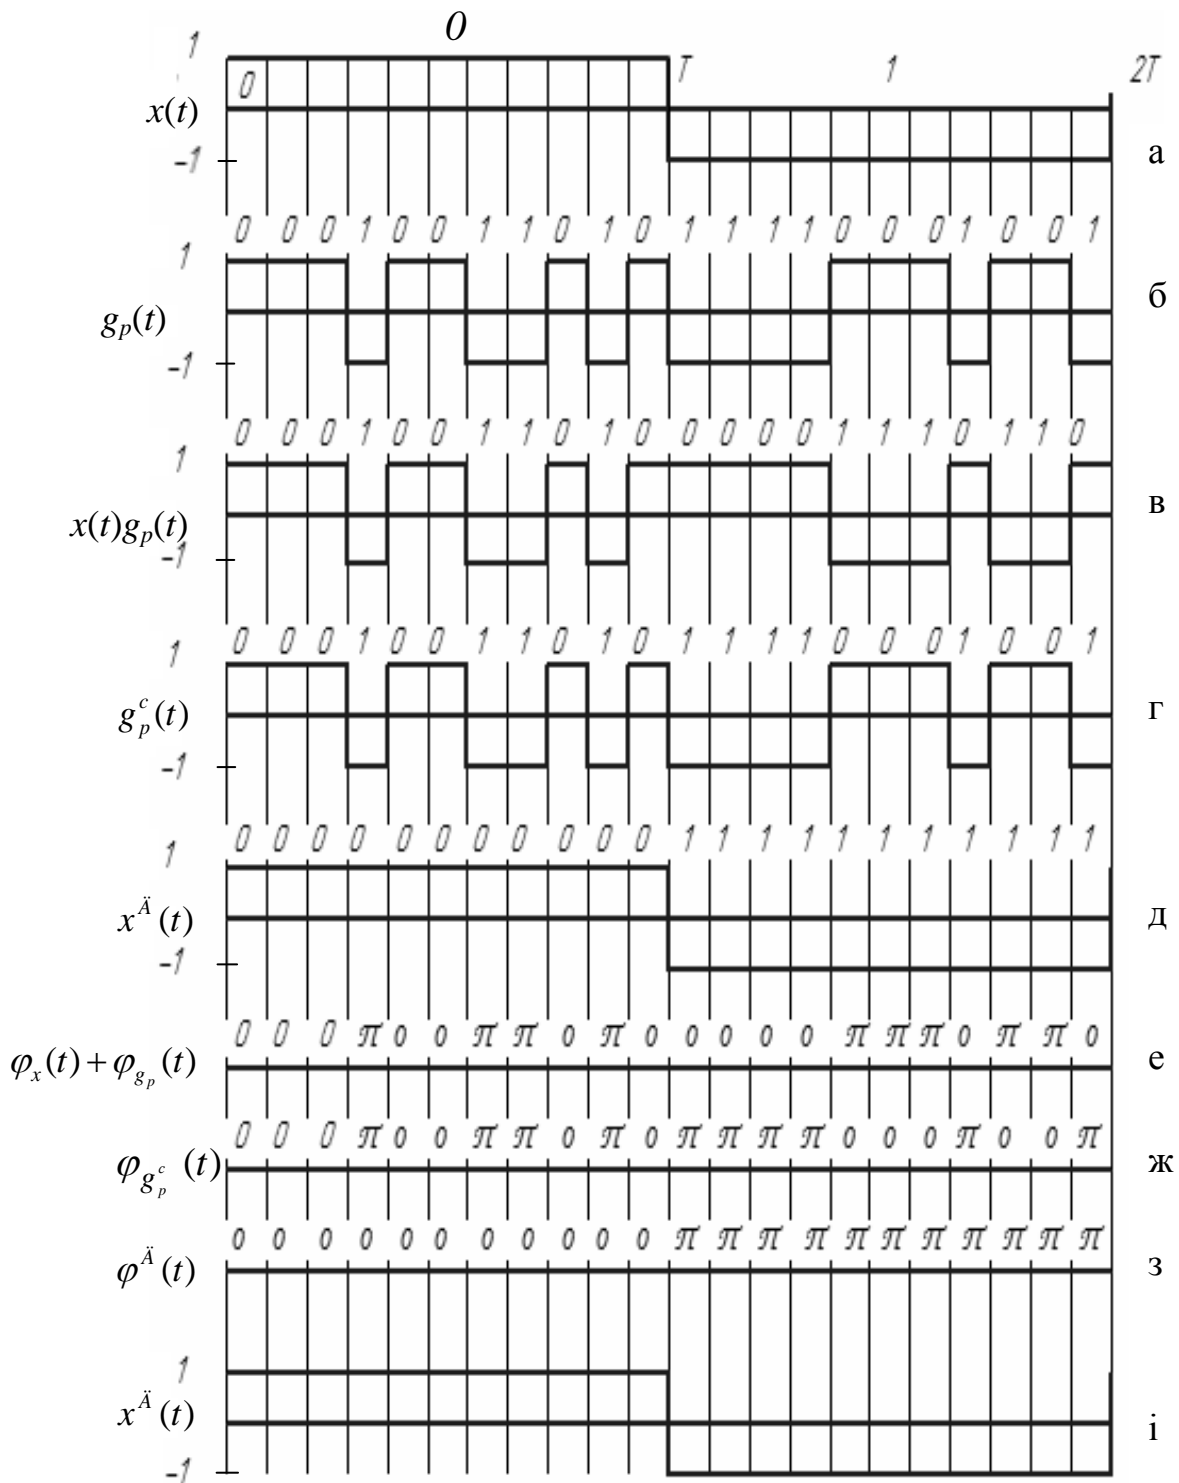 0
1
0 T 1 2T
x(t)
-1 а
0 0 0 1 0 0 1 1 0 1 0 1 1 1 1 0 0 0 1 0 0 1
1 б
g_p(t)
-1
0 0 0 1 0 0 1 1 0 1 0 0 0 0 0 1 1 1 0 1 1 0
1 в
x(t)g_p(t)
-1
0 0 0 1 0 0 1 1 0 1 0 1 1 1 1 0 0 0 1 0 0 1
1
g_p^c(t) г
-1
0 0 0 0 0 0 0 0 0 0 0 1 1 1 1 1 1 1 1 1 1 1
1
x^Ä(t) д
-1
0 0 0 π 0 0 π π 0 π 0 0 0 0 0 π π π 0 π π 0
φ_x(t) + φ_{g_p}(t) е
0 0 0 π 0 0 π π 0 π 0 π π π π 0 0 0 π 0 0 π
φ_{g_p^c}(t) ж
0 0 0 0 0 0 0 0 0 0 0 π π π π π π π π π π π
φ^Ä(t) з
1
x^Ä(t) і
-1